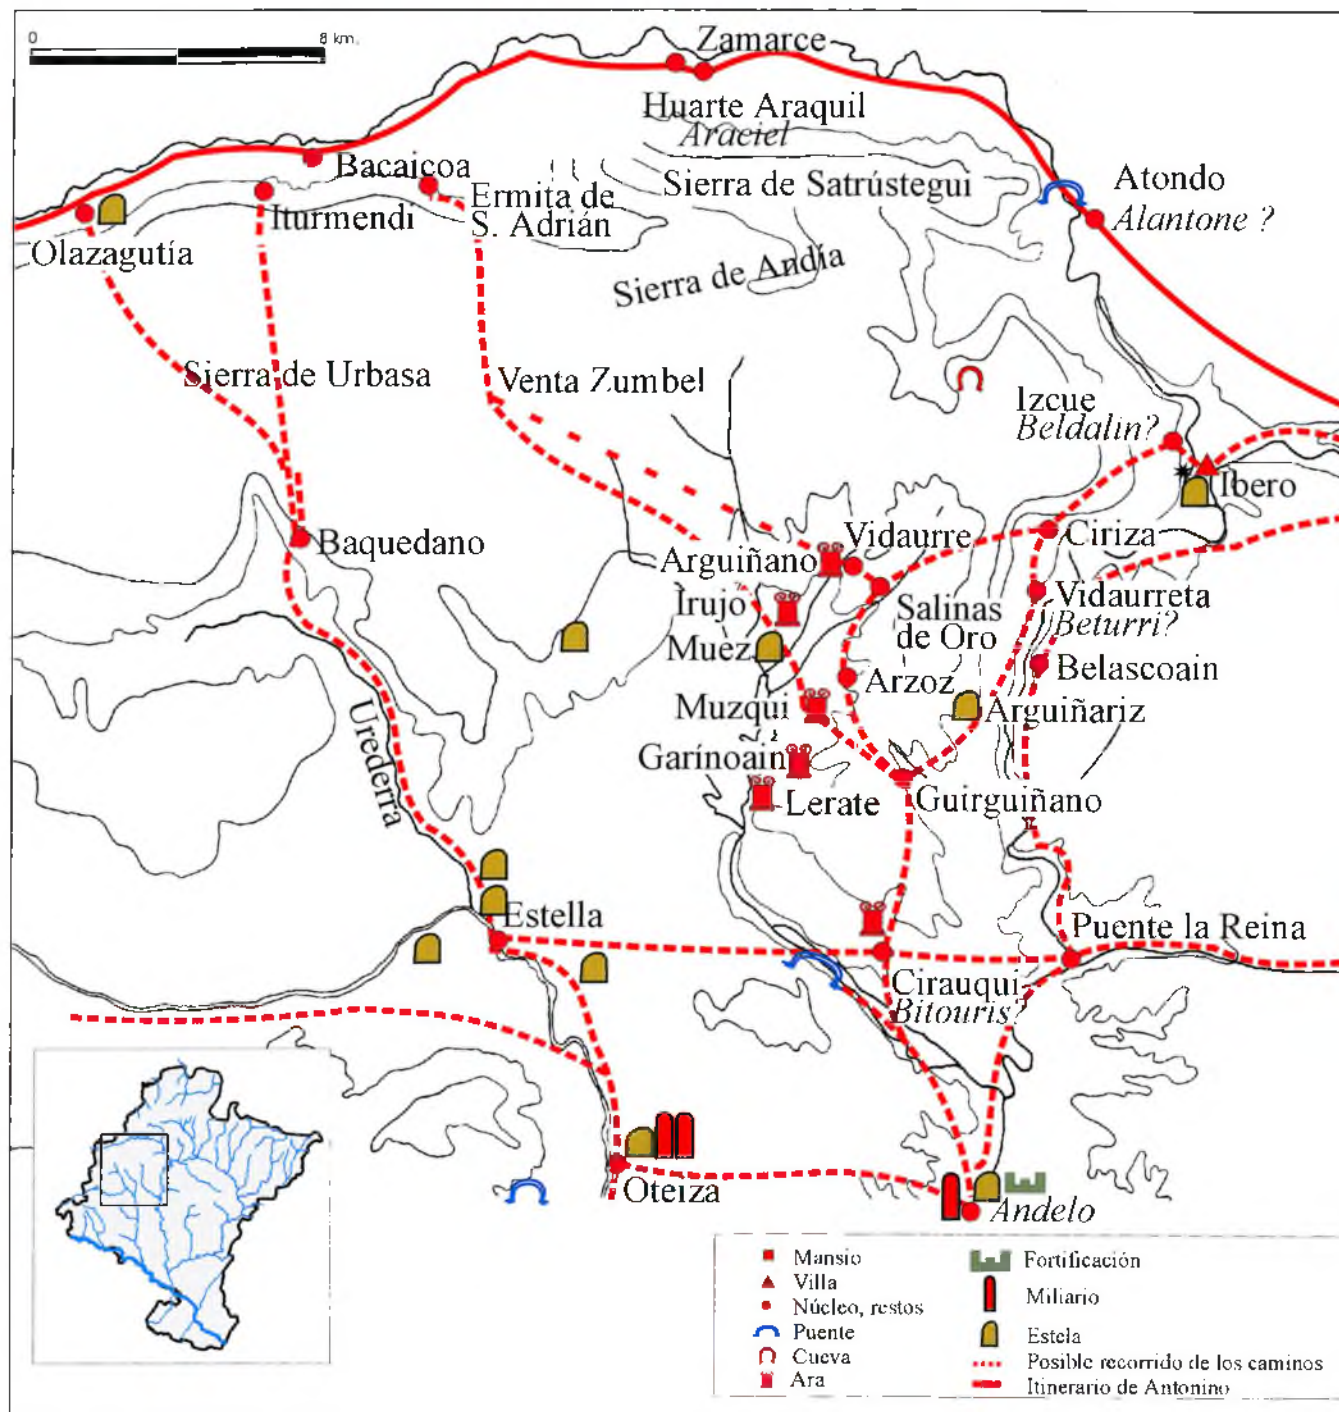 0 8 km.
Zamarce
Huarte Araquil
Araciel
Bacaicoa
Sierra de Satrústegui
Atondo
Alantone ?
Iturmendi
Ermita de
S. Adrián
Olazagutía
Sierra de Andía
Sierra de Urbasa
Venta Zumbel
Izcue
Beldalin?
Ibero
Baquedano
Vidaurre
Ciriza
Arguiñano
Irujo
Salinas
de Oro
Vidaurreta
Beturri?
Muez
Arzoz
Belascoain
Muzqui
Arguiñariz
Urederra
Garínoain
Lerate
Guirguiñano
Estella
Puente la Reina
Cirauqui
Bitouris?
Oteiza
Andelo
Mansio
Villa
Núcleo, restos
Puente
Cueva
Ara
Fortificación
Miliario
Estela
Posible recorrido de los caminos
Itinerario de Antonino